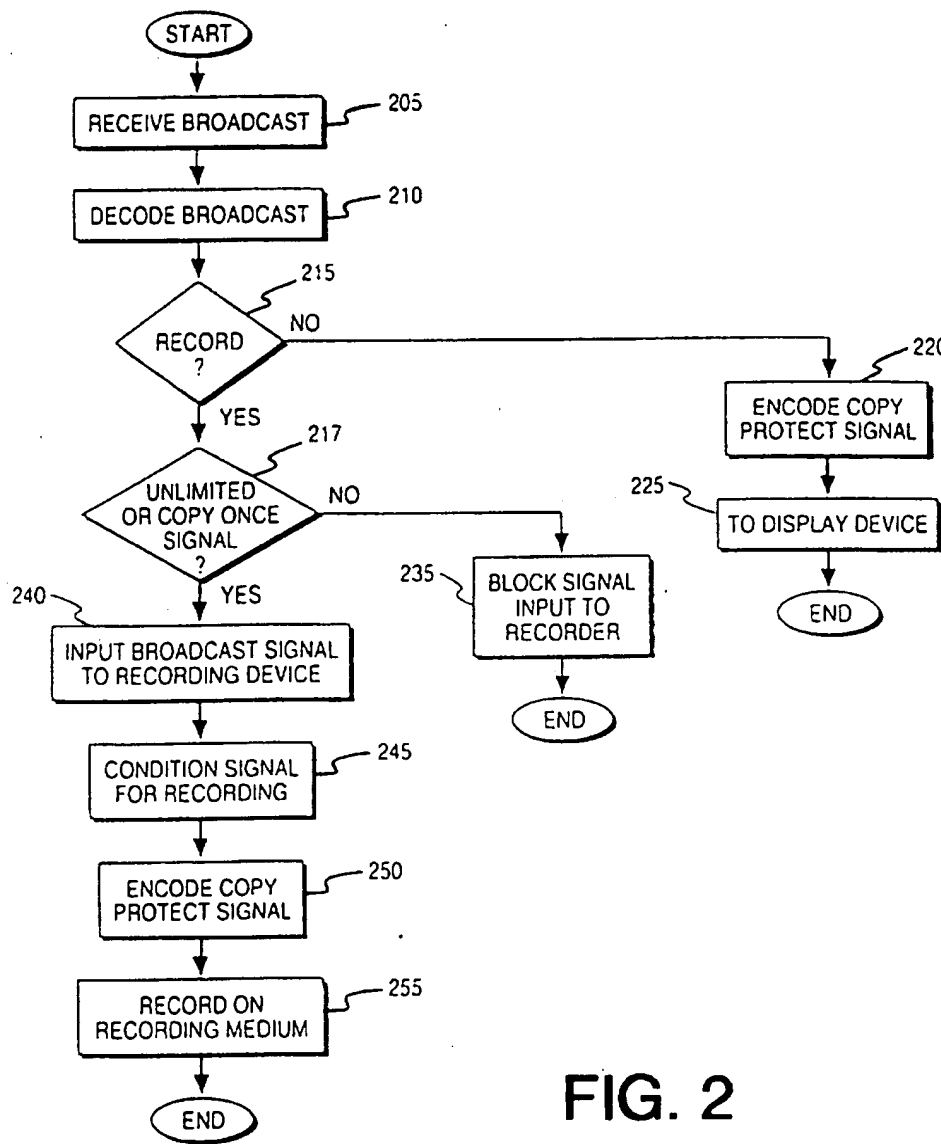 START
RECEIVE BROADCAST
205
DECODE BROADCAST
210
215
RECORD
?
NO
YES
220
ENCODE COPY
PROTECT SIGNAL
225
TO DISPLAY DEVICE
END
217
UNLIMITED
OR COPY ONCE
SIGNAL
?
NO
YES
235
BLOCK SIGNAL
INPUT TO
RECORDER
END
240
INPUT BROADCAST SIGNAL
TO RECORDING DEVICE
CONDITION SIGNAL
FOR RECORDING
245
ENCODE COPY
PROTECT SIGNAL
250
RECORD ON
RECORDING MEDIUM
255
END
FIG. 2